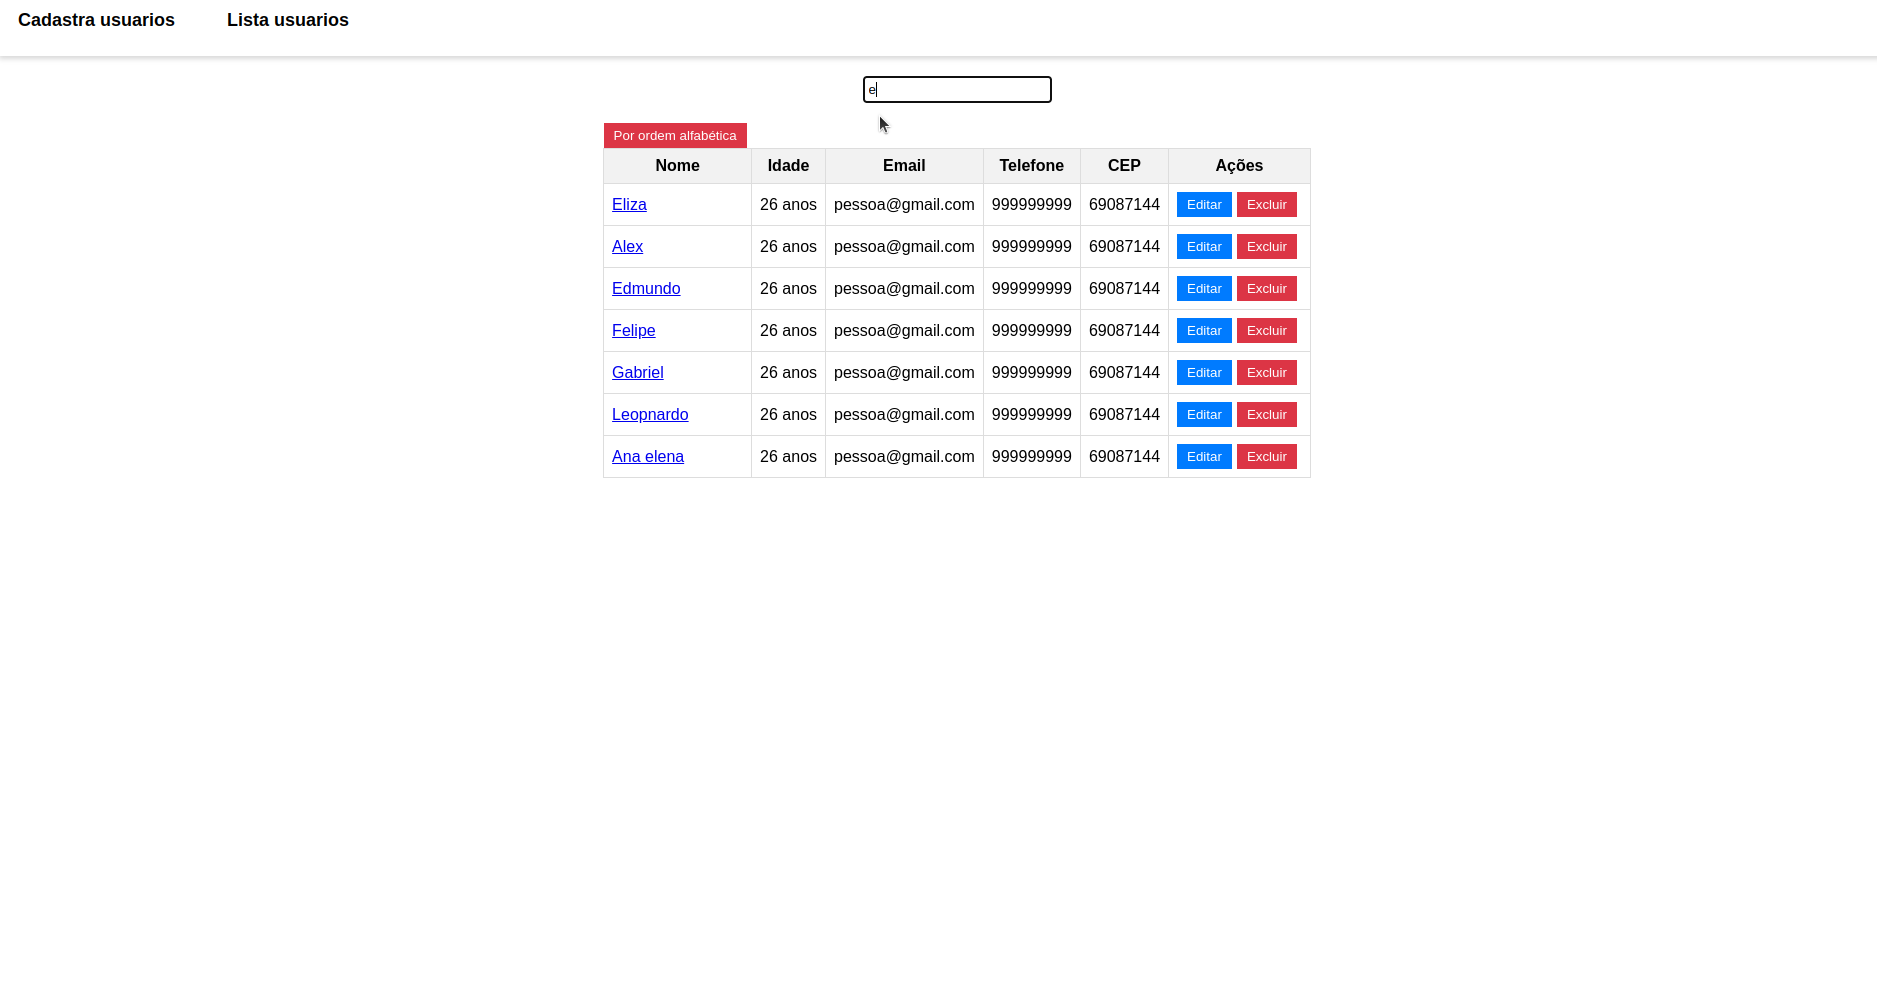 Cadastra usuarios Lista usuarios
e
Por ordem alfabética
Nome Idade Email Telefone CEP Ações
Eliza 26 anos pessoa@gmail.com 999999999 69087144 Editar Excluir
Alex 26 anos pessoa@gmail.com 999999999 69087144 Editar Excluir
Edmundo 26 anos pessoa@gmail.com 999999999 69087144 Editar Excluir
Felipe 26 anos pessoa@gmail.com 999999999 69087144 Editar Excluir
Gabriel 26 anos pessoa@gmail.com 999999999 69087144 Editar Excluir
Leopnardo 26 anos pessoa@gmail.com 999999999 69087144 Editar Excluir
Ana elena 26 anos pessoa@gmail.com 999999999 69087144 Editar Excluir